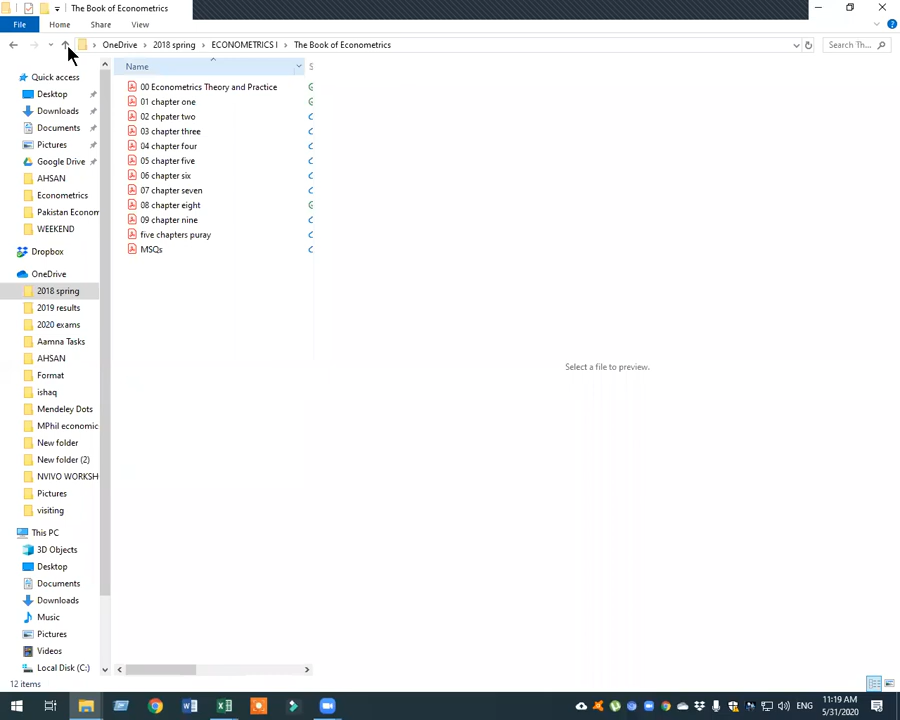 The Book of Econometrics
File
Home
Share
View
OneDrive
2018 spring
ECONOMETRICS I
The Book of Econometrics
Search Th...
Quick access
Desktop
Downloads
Documents
Pictures
Google Drive
AHSAN
Econometrics
Pakistan Econom
WEEKEND
Dropbox
OneDrive
2018 spring
2019 results
2020 exams
Aamna Tasks
AHSAN
Format
ishaq
Mendeley Dots
MPhil economic
New folder
New folder (2)
NVIVO WORKSH
Pictures
visiting
This PC
3D Objects
Desktop
Documents
Downloads
Music
Pictures
Videos
Local Disk (C:)
Name
S
00 Econometrics Theory and Practice
01 chapter one
02 chpater two
03 chapter three
04 chapter four
05 chapter five
06 chapter six
07 chapter seven
08 chapter eight
09 chapter nine
five chapters puray
MSQs
Select a file to preview.
12 items
ENG
11:19 AM
5/31/2020